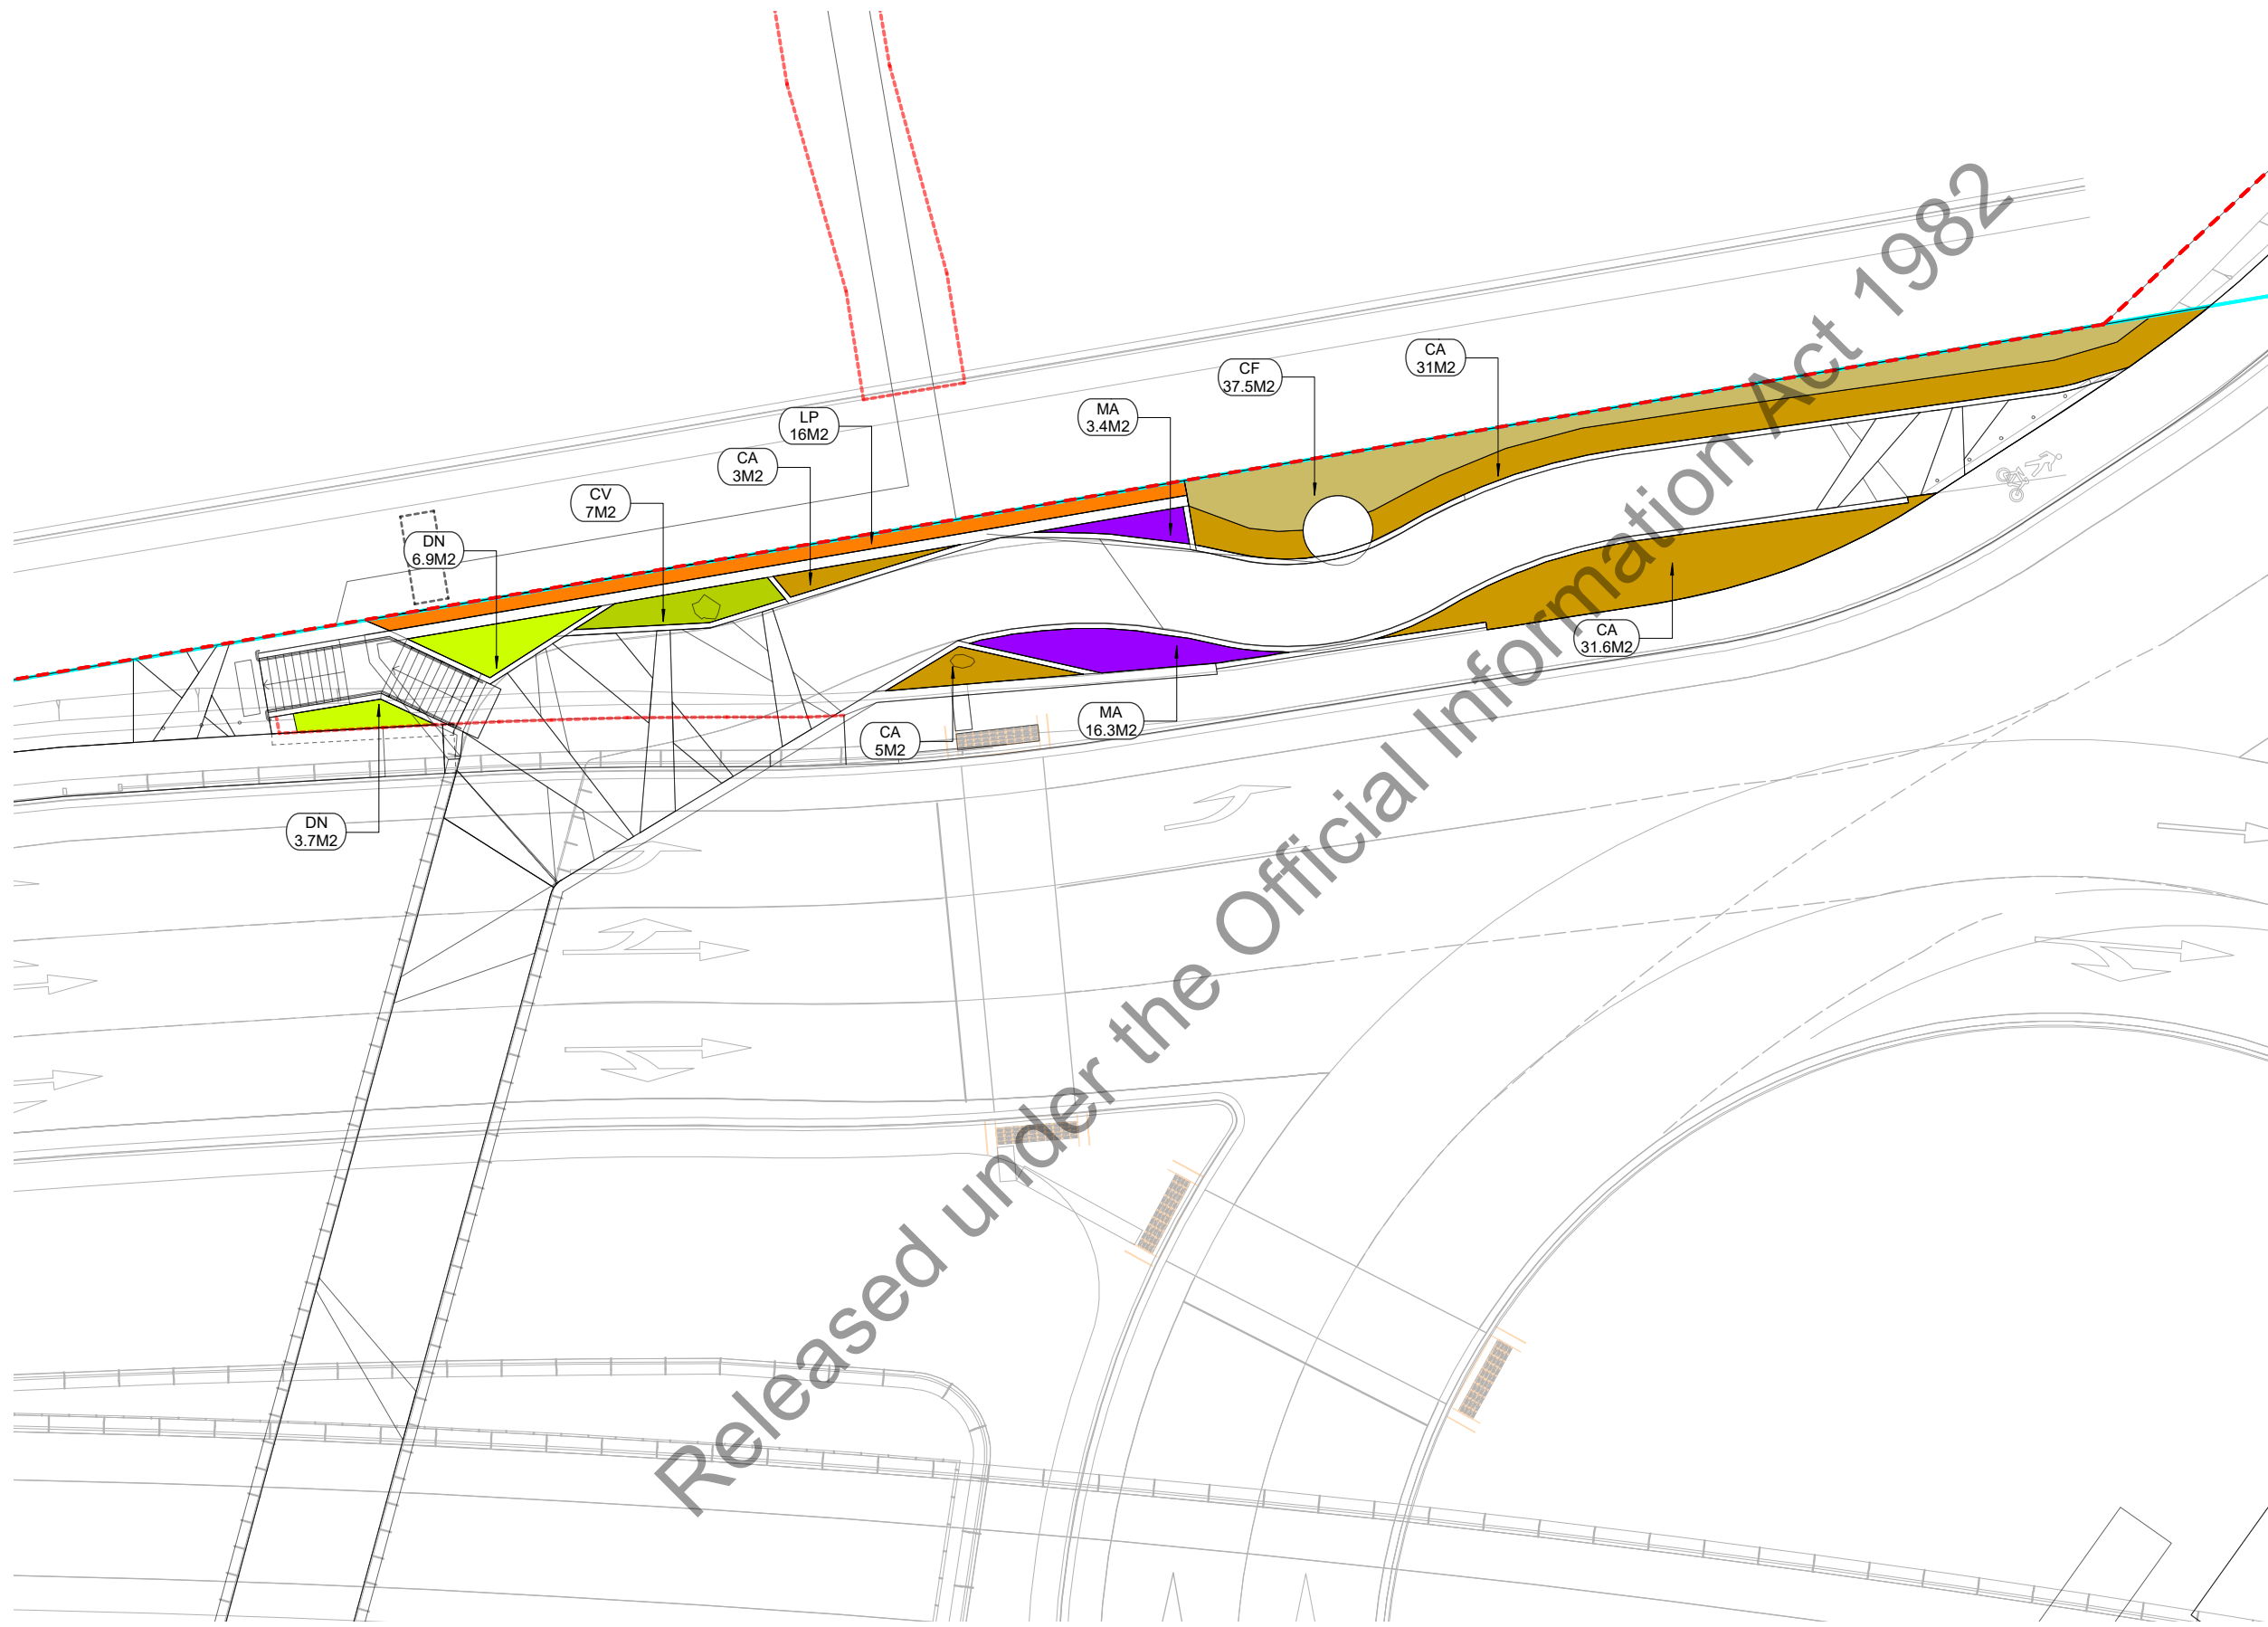 CF
37.5M2
CA
31M2
MA
3.4M2
LP
16M2
CA
3M2
CV
7M2
DN
6.9M2
CA
31.6M2
MA
16.3M2
CA
5M2
DN
3.7M2
Released under the Official Information Act 1982